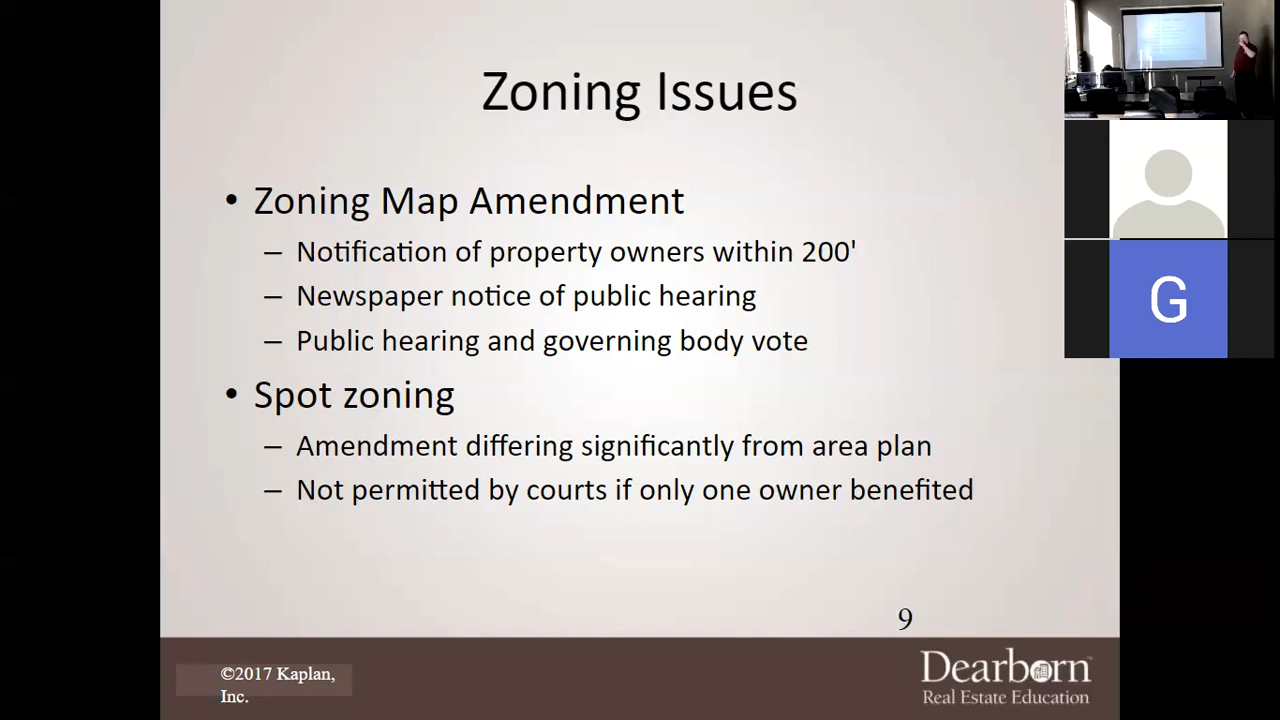 Zoning Issues
• Zoning Map Amendment
– Notification of property owners within 200'
– Newspaper notice of public hearing
– Public hearing and governing body vote
• Spot zoning
– Amendment differing significantly from area plan
– Not permitted by courts if only one owner benefited
9
©2017 Kaplan,
Inc.
Dearborn™
Real Estate Education
G